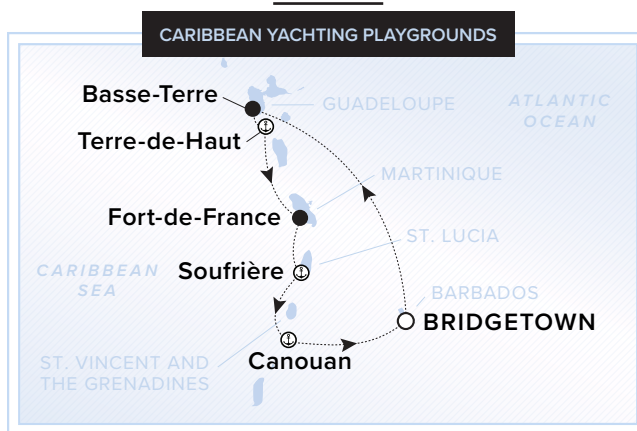 CARIBBEAN YACHTING PLAYGROUNDS
Basse-Terre
GUADELOUPE
ATLANTIC
OCEAN
Terre-de-Haut
MARTINIQUE
Fort-de-France
ST. LUCIA
CARIBBEAN
SEA
Soufrière
BARBADOS
BRIDGETOWN
Canouan
ST. VINCENT AND
THE GRENADINES